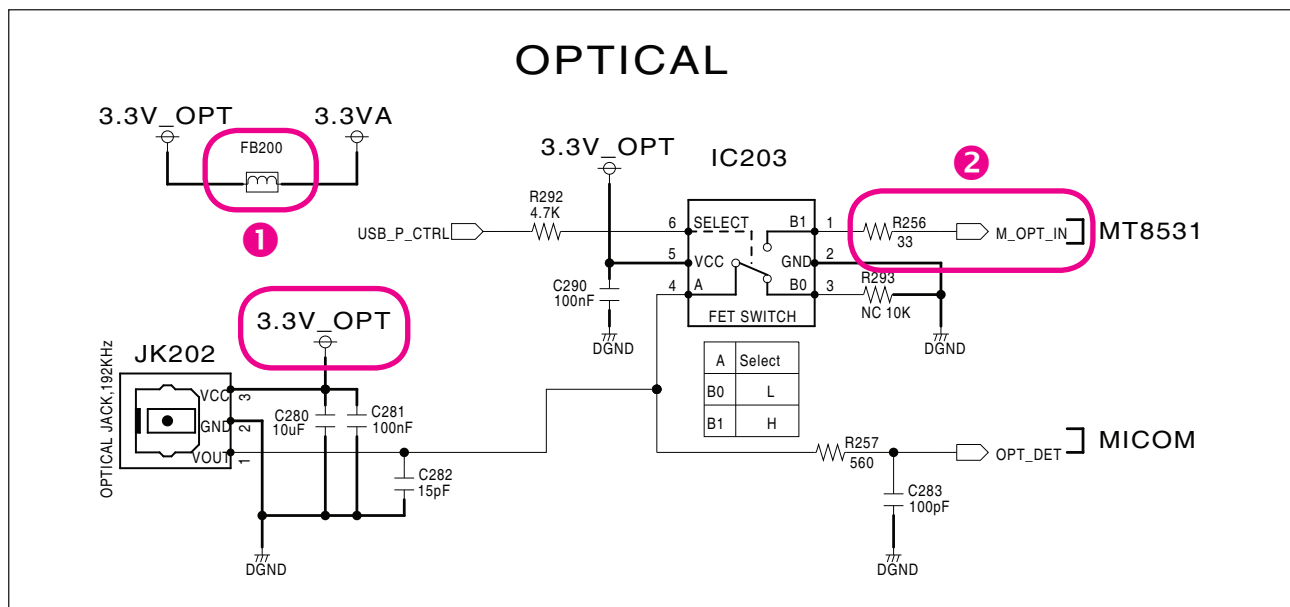 OPTICAL
3.3V_OPT
3.3VA
FB200
1
3.3V_OPT
IC203
2
R292
4.7K
USB_P_CTRL
6
SELECT
B1
1
R256
33
M_OPT_IN
MT8531
5
VCC
GND
2
C290
100nF
4
A
B0
3
R293
NC 10K
FET SWITCH
DGND
DGND
3.3V_OPT
JK202
OPTICAL JACK,192KHz
VCC
3
GND
2
VOUT
1
C280
10uF
C281
100nF
C282
15pF
DGND
A Select
B0 L
B1 H
R257
560
OPT_DET
MICOM
C283
100pF
DGND